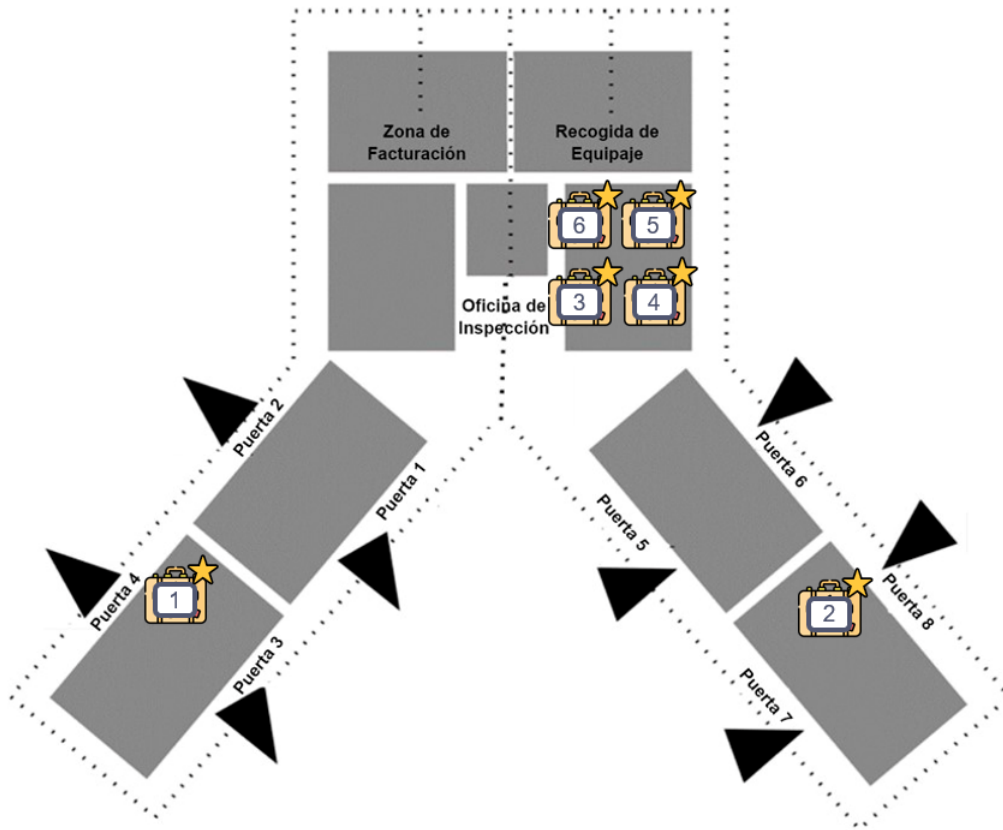 Zona de
Facturación
Recogida de
Equipaje
6
5
3
4
Oficina de
Inspección
Puerta 2
Puerta 1
Puerta 4
1
Puerta 3
Puerta 6
Puerta 5
Puerta 8
2
Puerta 7